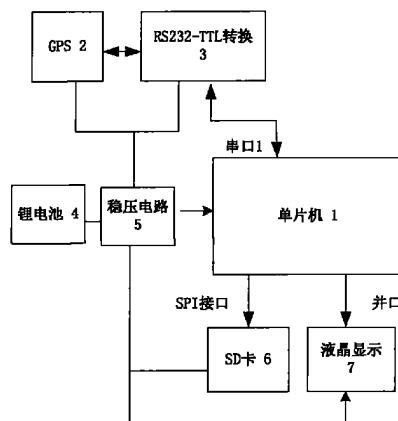 GPS 2
RS232-TTL转换
3
串口1
锂电池 4
稳压电路
5
单片机 1
SPI接口
并口
SD卡 6
液晶显示
7